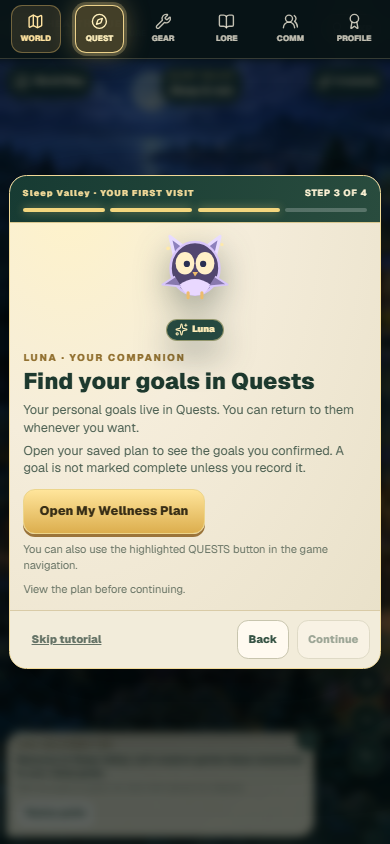 WORLD
QUEST
GEAR
LORE
COMM
PROFILE
Sleep Valley · YOUR FIRST VISIT
STEP 3 OF 4
Luna
LUNA · YOUR COMPANION
Find your goals in Quests
Your personal goals live in Quests. You can return to them
whenever you want.
Open your saved plan to see the goals you confirmed. A
goal is not marked complete unless you record it.
Open My Wellness Plan
You can also use the highlighted QUESTS button in the game
navigation.
View the plan before continuing.
Skip tutorial
Back
Continue